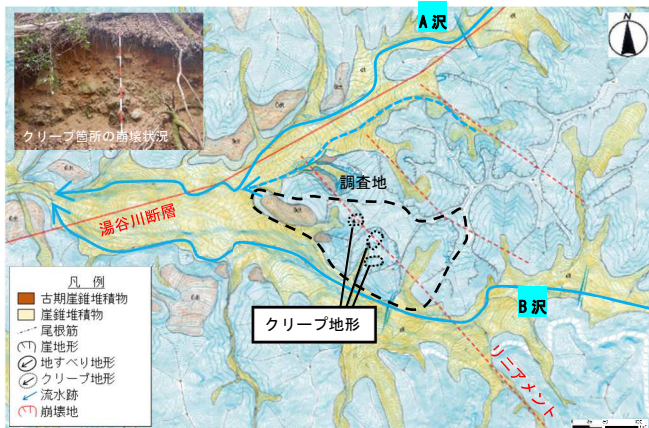 A沢
N
クリープ箇所の崩壊状況
調査地
湯谷川断層
クリープ地形
B沢
リニアメント
凡 例
古期崖錐堆積物
崖錐堆積物
尾根筋
崖地形
地すべり地形
クリープ地形
流水跡
崩壊地